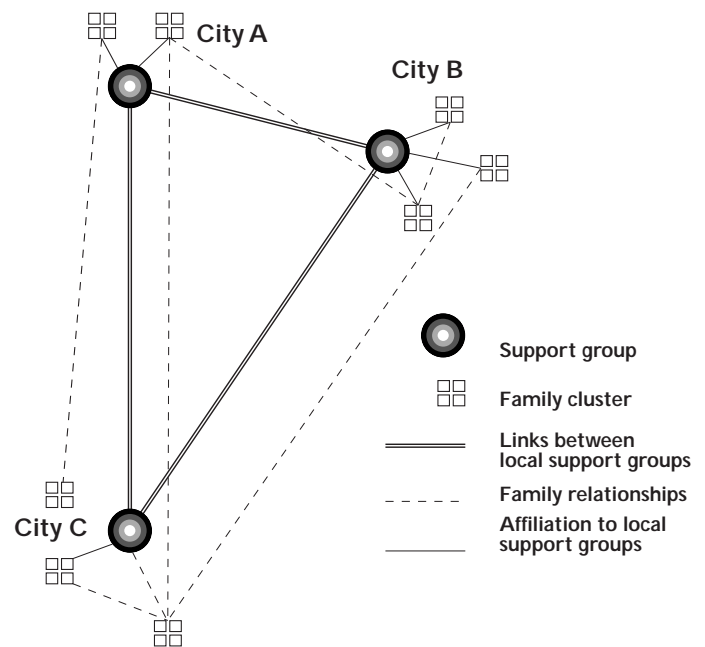 City A
City B
City C
Support group
Family cluster
Links between
local support groups
Family relationships
Affiliation to local
support groups